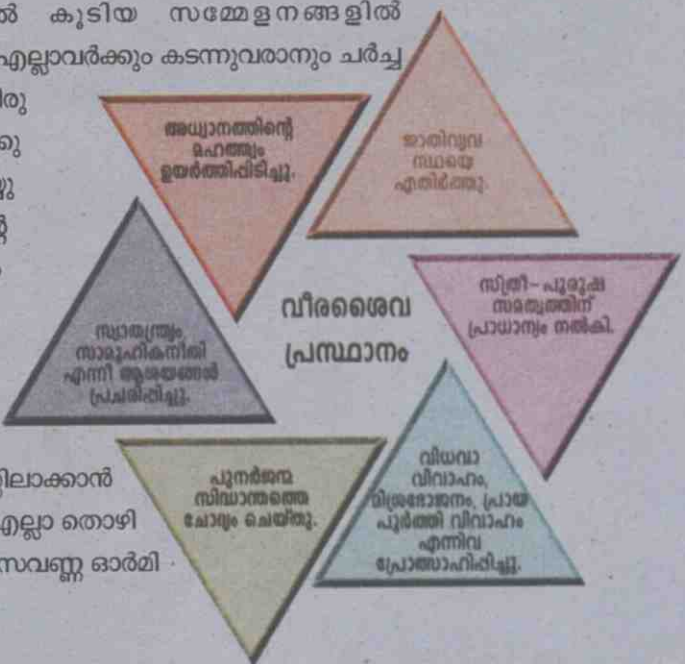 ൽ കൂടിയ സമ്മേളനങ്ങളിൽ
എല്ലാവർക്കും കടന്നുവരാനും ചർച്ച
അധ്വാനത്തിന്റെ
മഹത്ത്വം
ഉയർത്തിപ്പിടിച്ചു.
ജാതിവ്യവ
സ്ഥയെ
എതിർത്തു.
സ്വാതന്ത്ര്യം
സാമൂഹികനീതി
എന്നീ ആശയങ്ങൾ
പ്രചരിപ്പിച്ചു.
വീരശൈവ
പ്രസ്ഥാനം
സ്ത്രീ-പുരുഷ
സമത്വത്തിന്
പ്രാധാന്യം നൽകി.
പുനർജന്മ
സിദ്ധാന്തത്തെ
ചോദ്യം ചെയ്തു.
വിധവാ
വിവാഹം,
മിശ്രഭോജനം, പ്രായ
പൂർത്തി വിവാഹം
എന്നിവ
പ്രോത്സാഹിപ്പിച്ചു.
ിലാക്കാൻ
എല്ലാ തൊഴി
സവണ്ണ ഓർമി